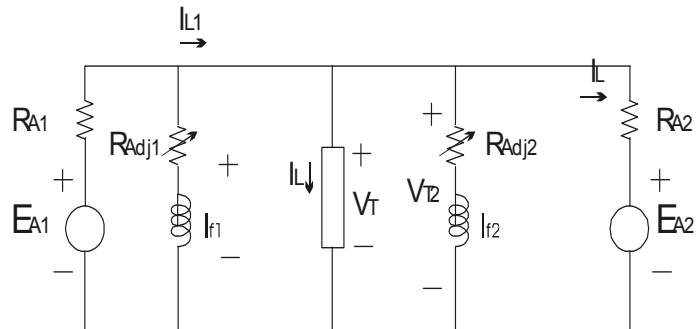 IL1
IL
RA1
RAdj1
+
RAdj2
RA2
+
+
+
+
IL
VT
VT2
EA1
If1
If2
EA2
−
−
−
−
−